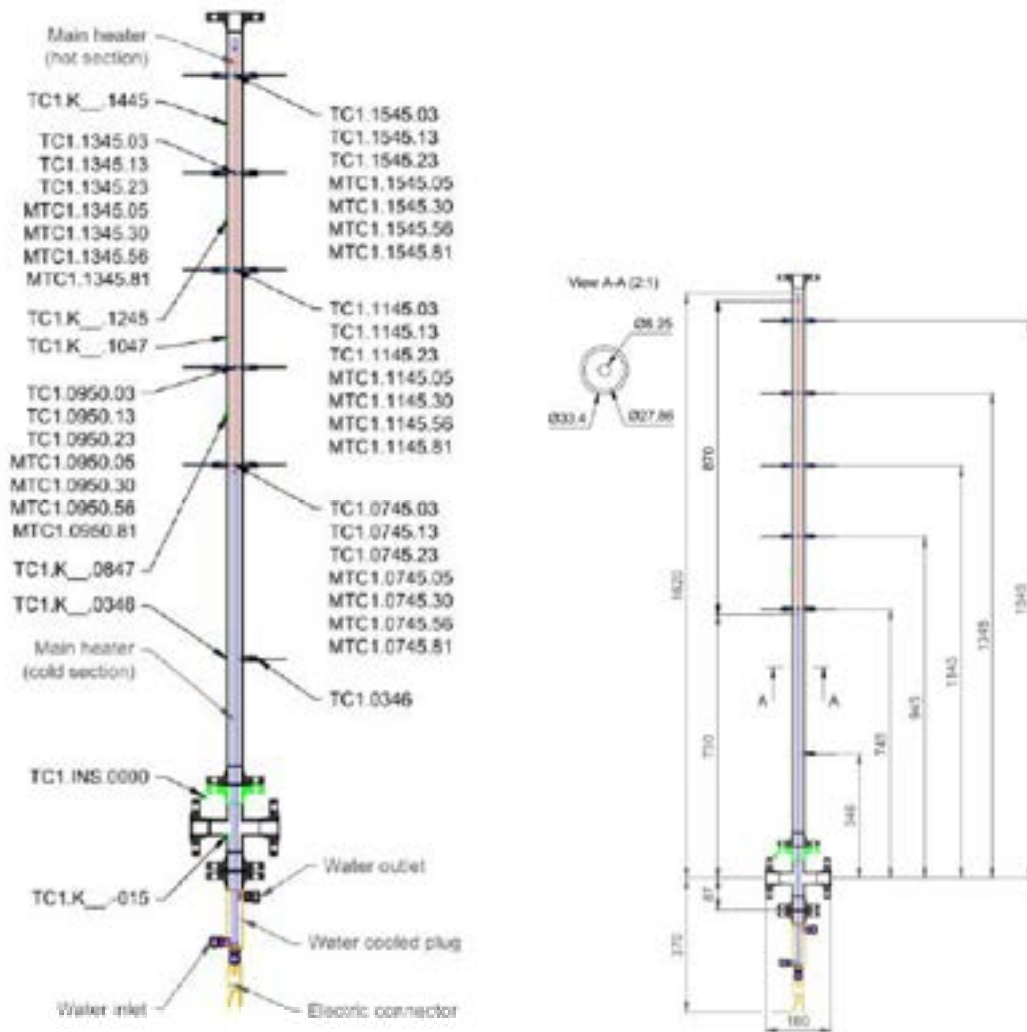 Main heater
(hot section)
TC1.K__.1445
TC1.1345.03
TC1.1345.13
TC1.1345.23
MTC1.1345.05
MTC1.1345.30
MTC1.1345.56
MTC1.1345.81
TC1.K__.1245
TC1.K__.1047
TC1.0950.03
TC1.0950.13
TC1.0950.23
MTC1.0950.05
MTC1.0950.30
MTC1.0950.56
MTC1.0950.81
TC1.K__.0847
TC1.K__.0346
Main heater
(cold section)
TC1.INS.0000
TC1.K__.-015
Water inlet
TC1.1545.03
TC1.1545.13
TC1.1545.23
MTC1.1545.05
MTC1.1545.30
MTC1.1545.56
MTC1.1545.81
TC1.1145.03
TC1.1145.13
TC1.1145.23
MTC1.1145.05
MTC1.1145.30
MTC1.1145.56
MTC1.1145.81
TC1.0745.03
TC1.0745.13
TC1.0745.23
MTC1.0745.05
MTC1.0745.30
MTC1.0745.56
MTC1.0745.81
TC1.0346
Water outlet
Water cooled plug
Electric connector
View A-A (2:1)
Ø6.25
Ø33.4
Ø27.86
870
1620
730
A
A
346
745
945
1145
1345
1545
87
370
180